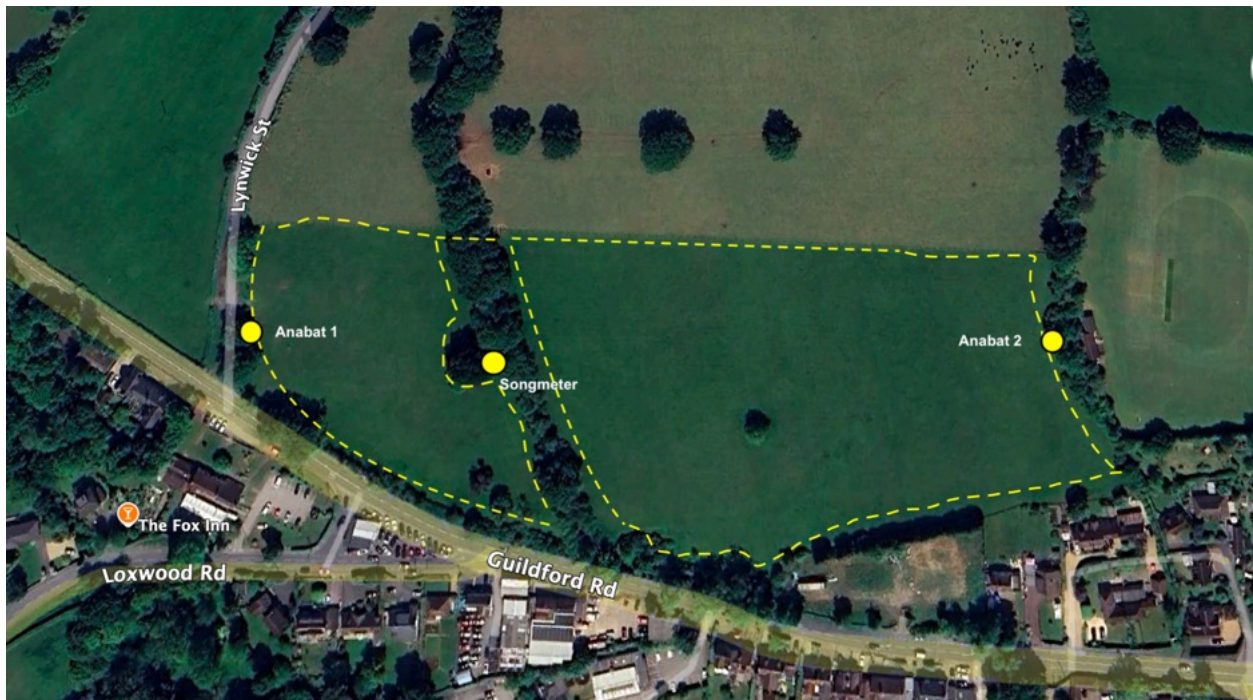 Lynwick St
Anabat 1
Anabat 2
Songmeter
The Fox Inn
Loxwood Rd
Guildford Rd